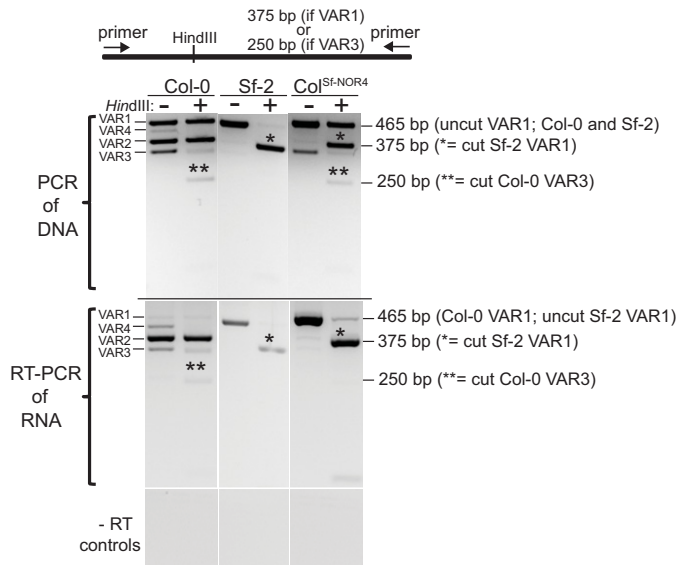 375 bp (if VAR1)
or
250 bp (if VAR3)
primer
HindIII
primer
Col-0
Sf-2
ColSf-NOR4
HindIII:
- + - + - +
VAR1
VAR4
VAR2
VAR3
*
*
**
**
465 bp (uncut VAR1; Col-0 and Sf-2)
375 bp (*= cut Sf-2 VAR1)
250 bp (**= cut Col-0 VAR3)
PCR
of
DNA
VAR1
VAR4
VAR2
VAR3
*
*
**
465 bp (Col-0 VAR1; uncut Sf-2 VAR1)
375 bp (*= cut Sf-2 VAR1)
250 bp (**= cut Col-0 VAR3)
RT-PCR
of
RNA
- RT
controls